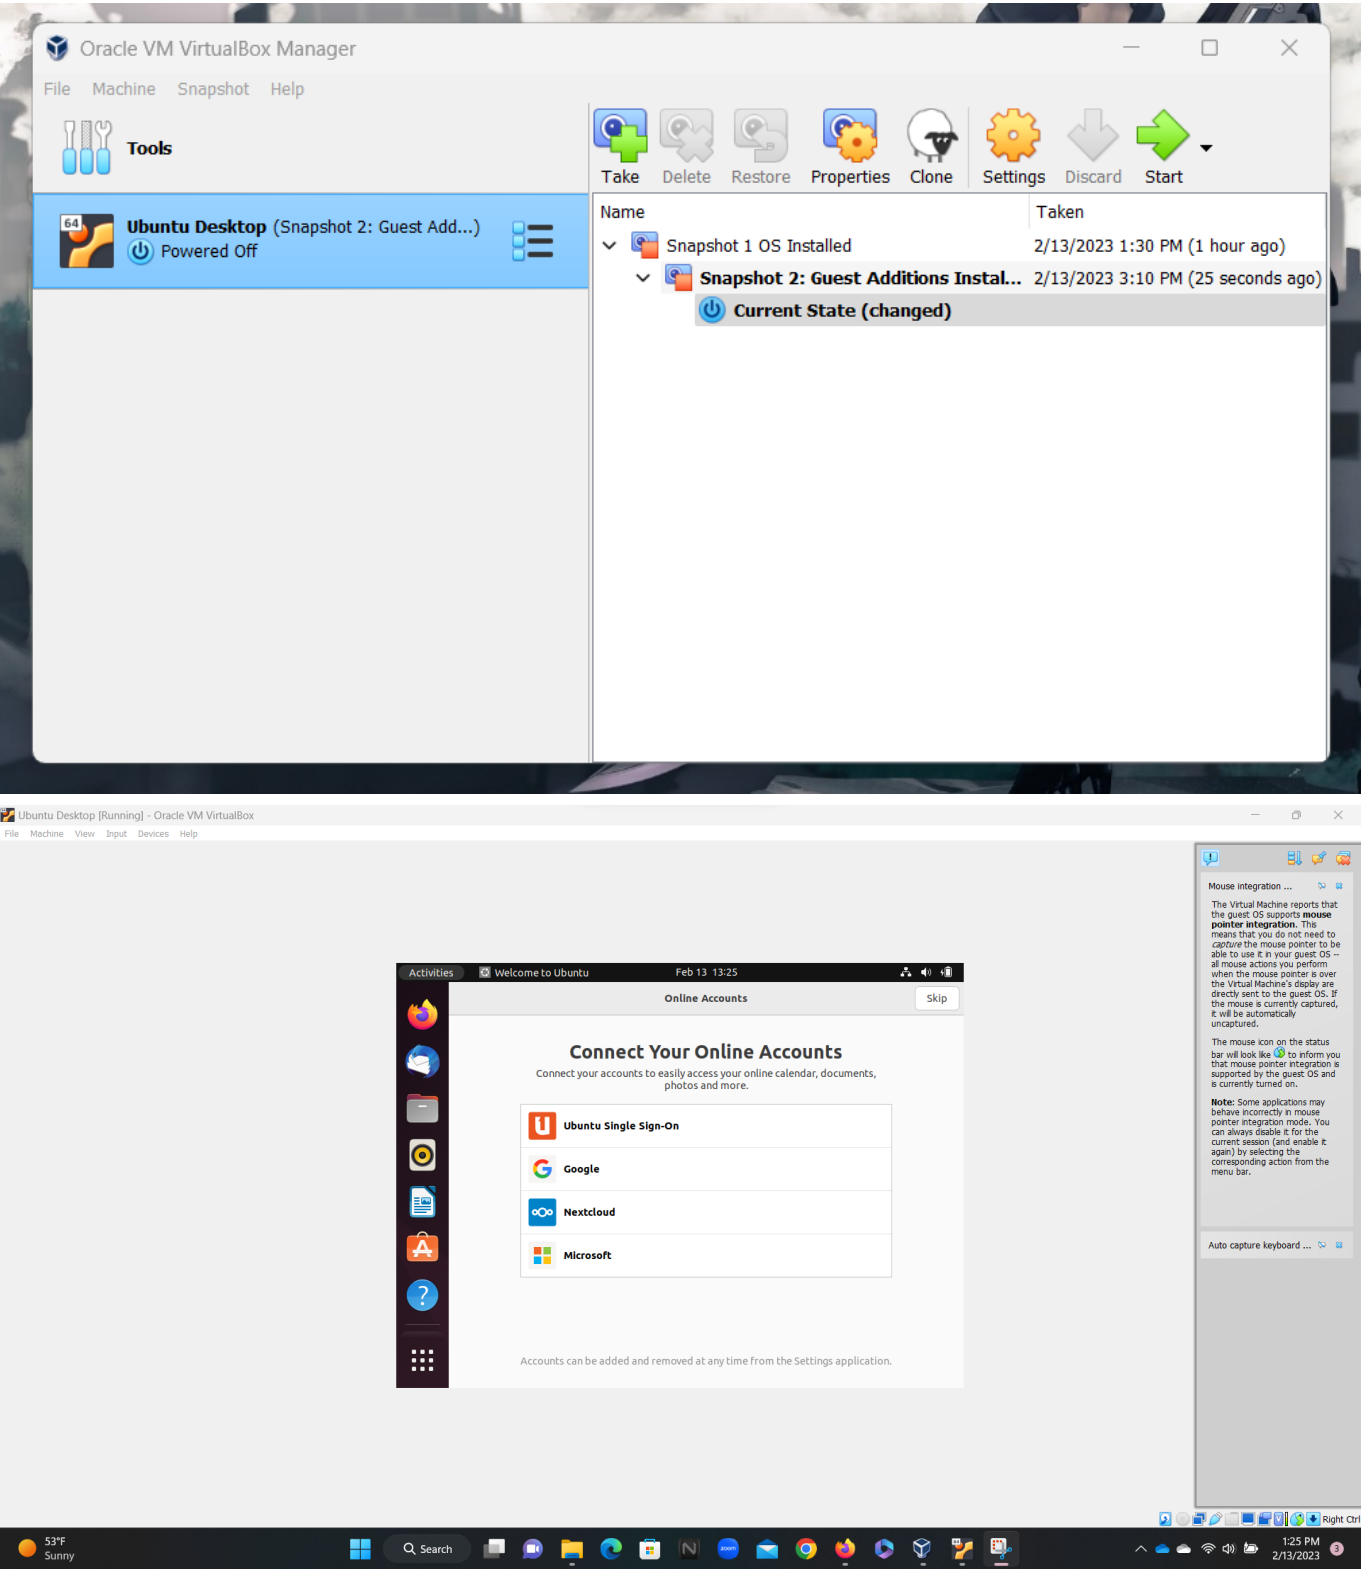 Oracle VM VirtualBox Manager
File Machine Snapshot Help
Tools
Take Delete Restore Properties Clone Settings Discard Start
64
Ubuntu Desktop (Snapshot 2: Guest Add...)
Powered Off
Name Taken
Snapshot 1 OS Installed 2/13/2023 1:30 PM (1 hour ago)
Snapshot 2: Guest Additions Instal... 2/13/2023 3:10 PM (25 seconds ago)
Current State (changed)
Ubuntu Desktop [Running] - Oracle VM VirtualBox
File Machine View Input Devices Help
Activities Welcome to Ubuntu Feb 13 13:25
Online Accounts Skip
Connect Your Online Accounts
Connect your accounts to easily access your online calendar, documents,
photos and more.
Ubuntu Single Sign-On
Google
Nextcloud
Microsoft
Accounts can be added and removed at any time from the Settings application.
Mouse integration ...
The Virtual Machine reports that
the guest OS supports mouse
pointer integration. This
means that you do not need to
capture the mouse pointer to be
able to use it in your guest OS --
all mouse actions you perform
when the mouse pointer is over
the Virtual Machine's display are
directly sent to the guest OS. If
the mouse is currently captured,
it will be automatically
uncaptured.
The mouse icon on the status
bar will look like to inform you
that mouse pointer integration is
supported by the guest OS and
is currently turned on.
Note: Some applications may
behave incorrectly in mouse
pointer integration mode. You
can always disable it for the
current session (and enable it
again) by selecting the
corresponding action from the
menu bar.
Auto capture keyboard ...
Right Ctrl
53°F
Sunny
Search
zoom
1:25 PM
2/13/2023
3